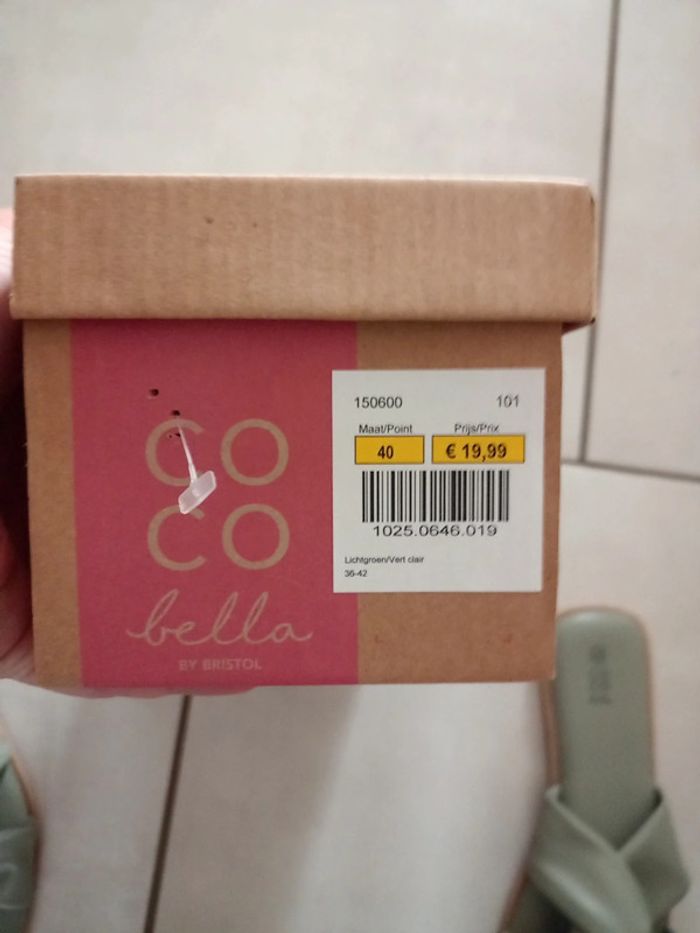 CO
CO
bella
BY BRISTOL
150600 101
Maat/Point Prijs/Prix
40 € 19,99
1025.0646.019
Lichtgroen/Vert clair
36-42